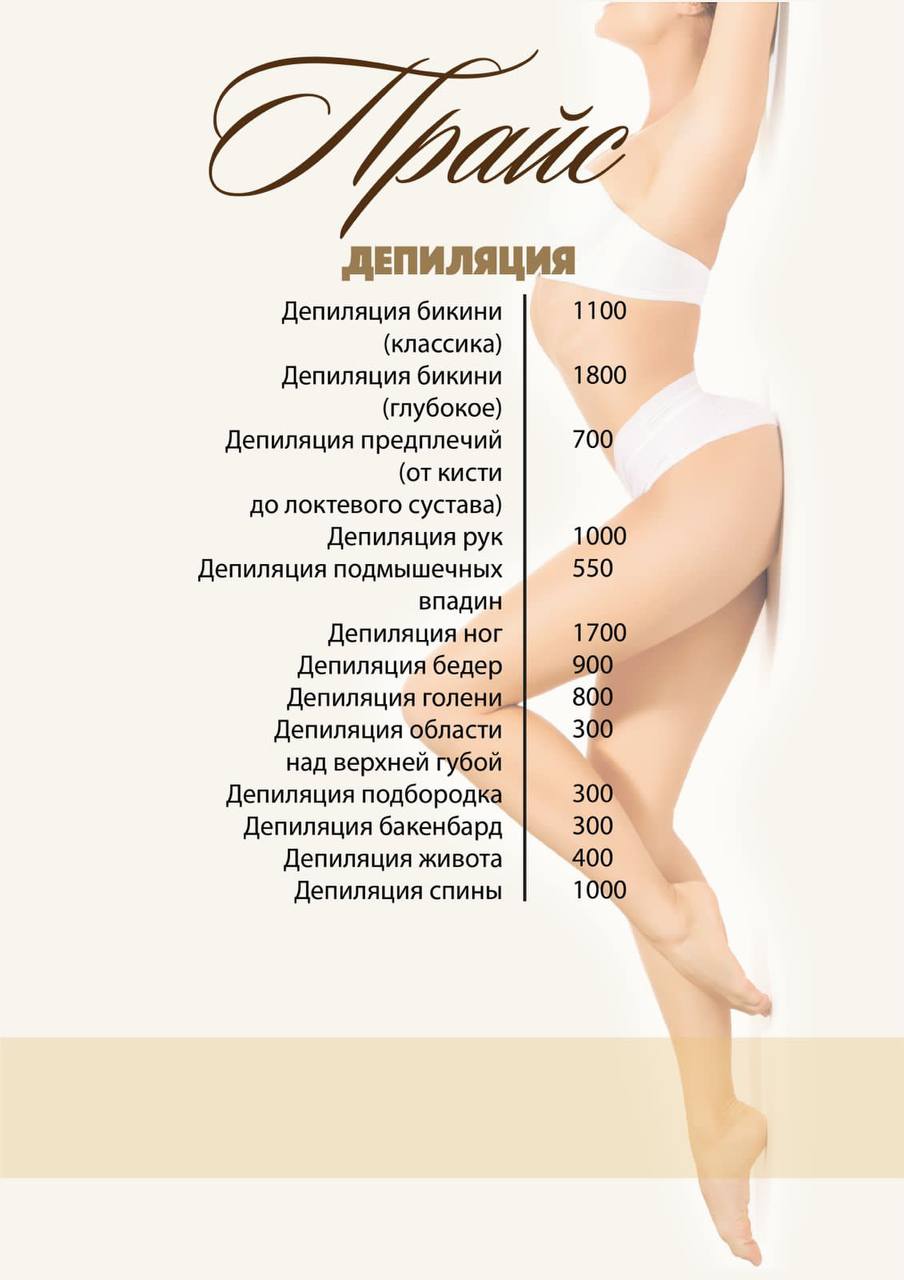 Прайс
ДЕПИЛЯЦИЯ
Депиляция бикини 1100
(классика)
Депиляция бикини 1800
(глубокое)
Депиляция предплечий 700
(от кисти
до локтевого сустава)
Депиляция рук 1000
Депиляция подмышечных 550
впадин
Депиляция ног 1700
Депиляция бедер 900
Депиляция голени 800
Депиляция области 300
над верхней губой
Депиляция подбородка 300
Депиляция бакенбард 300
Депиляция живота 400
Депиляция спины 1000